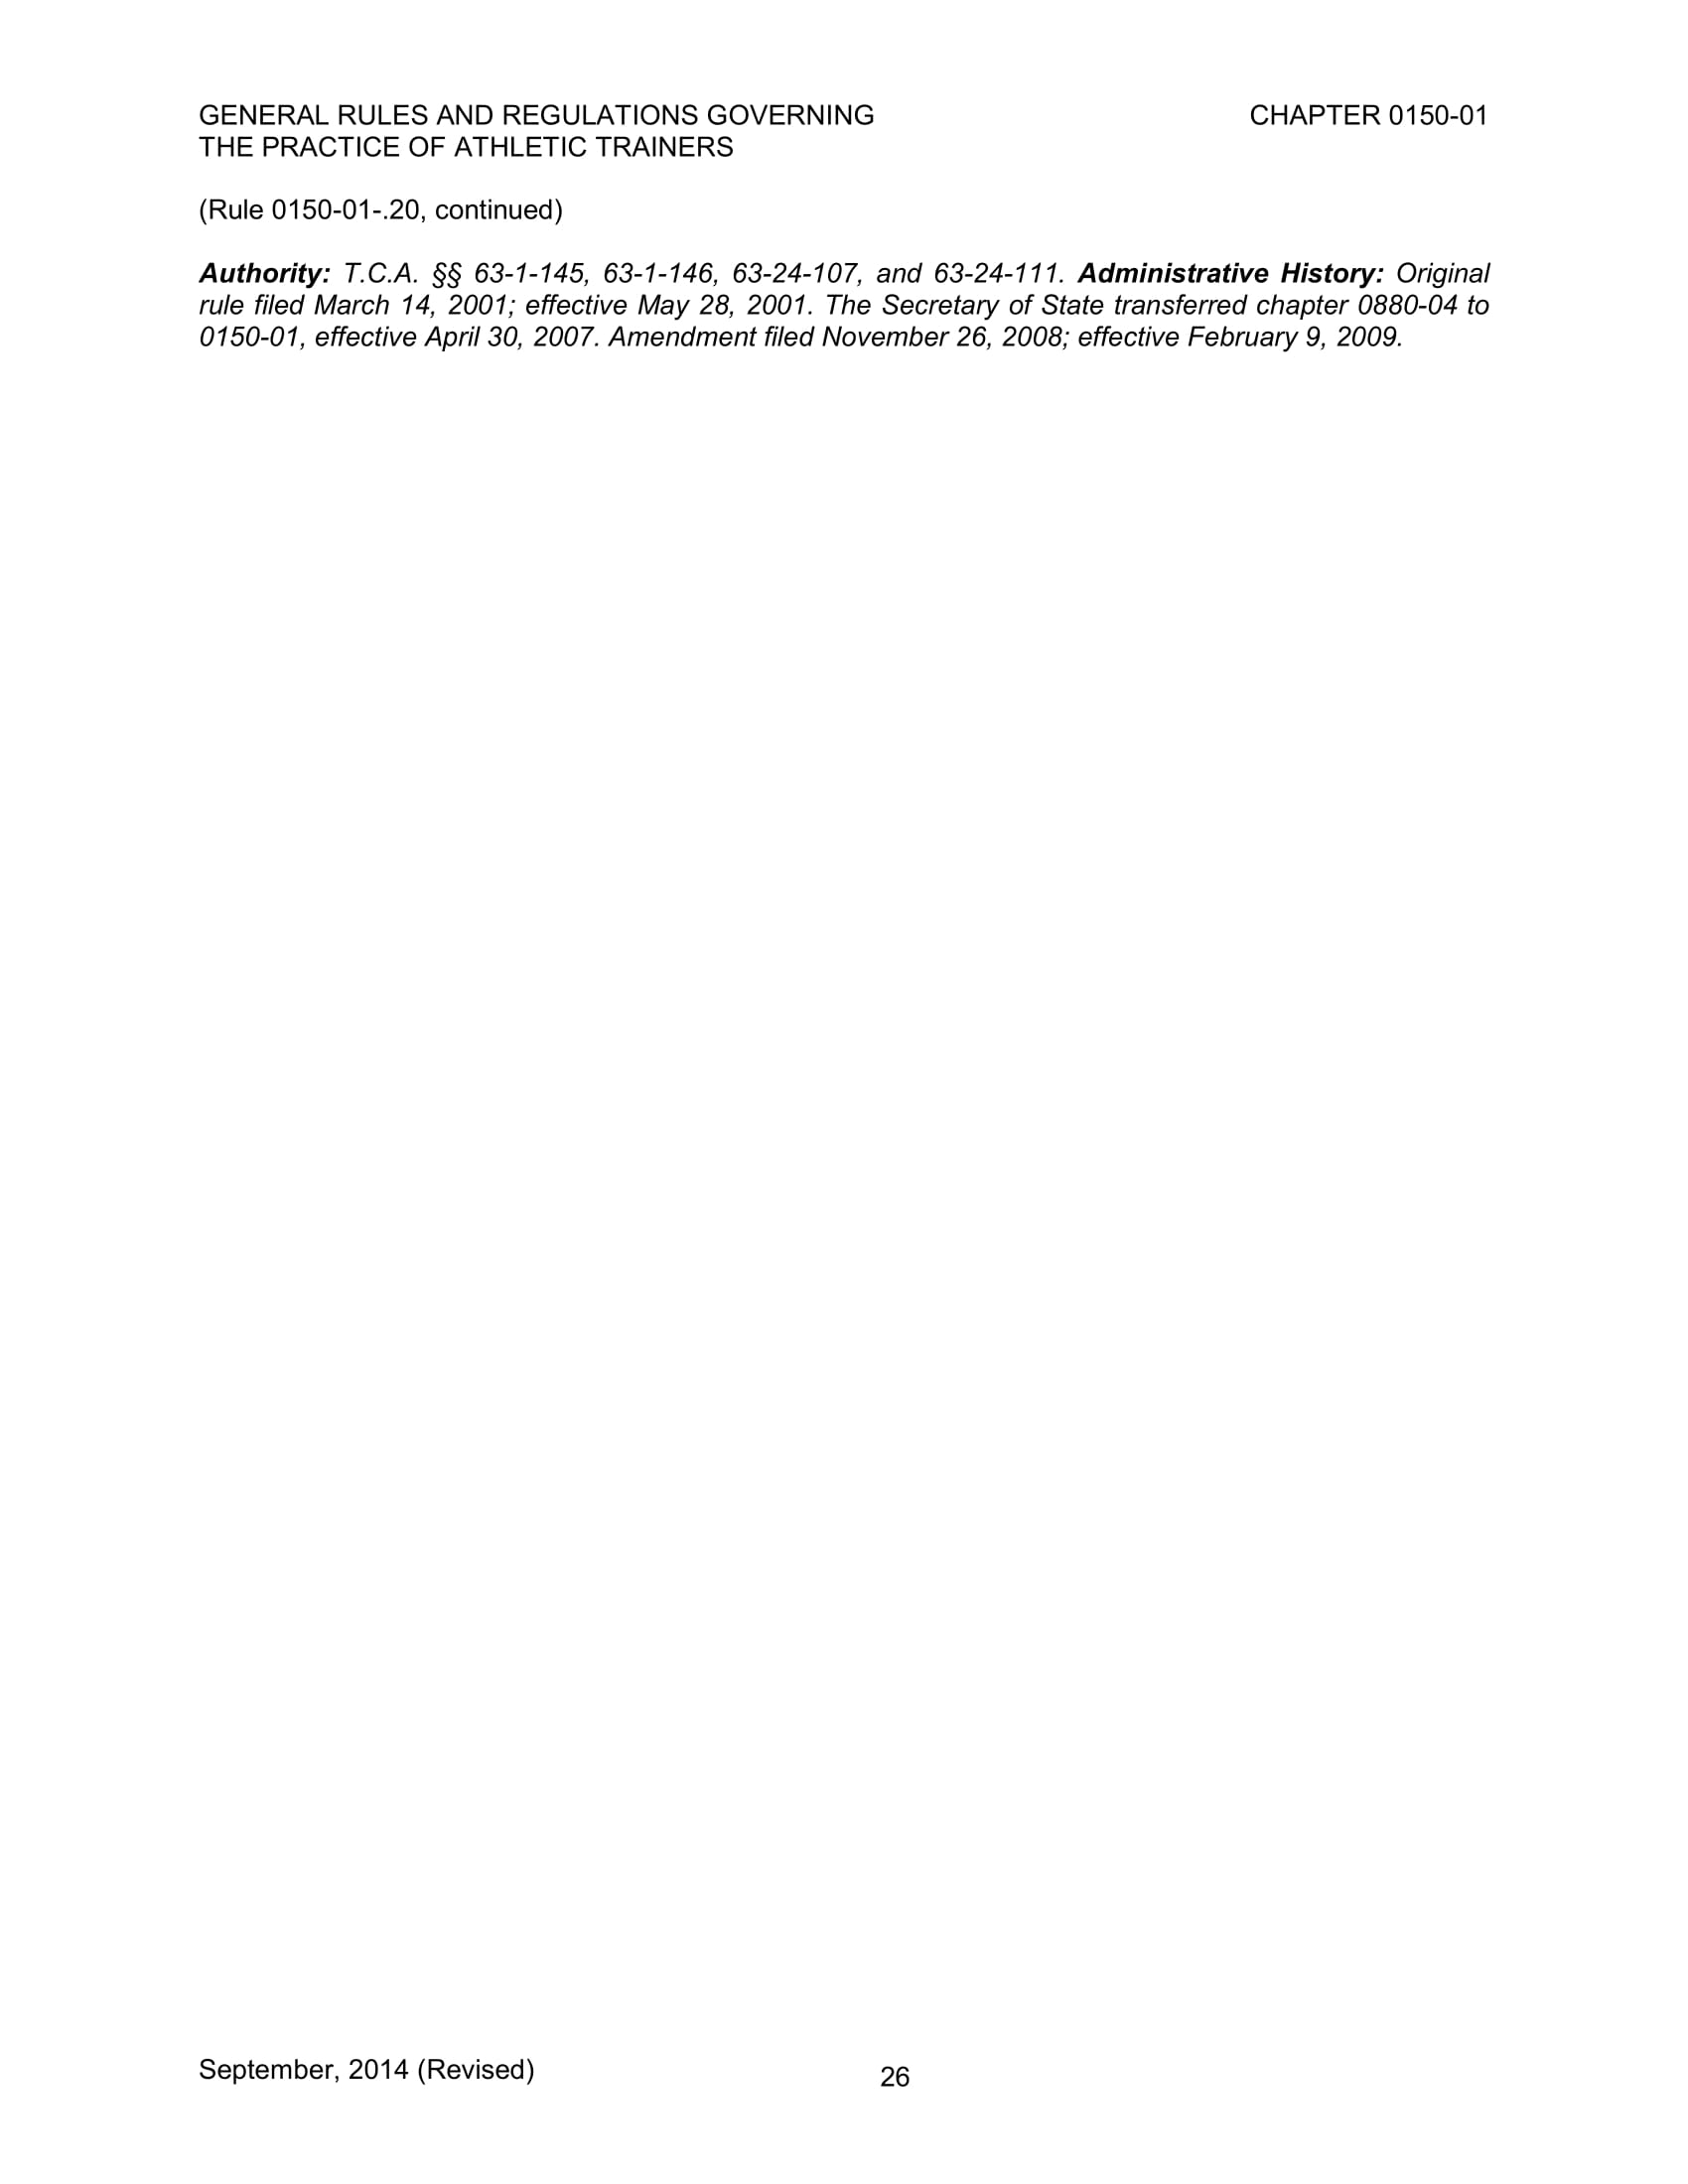 GENERAL RULES AND REGULATIONS GOVERNING CHAPTER 0150-01
THE PRACTICE OF ATHLETIC TRAINERS
(Rule 0150-01-.20, continued)
Authority: T.C.A. §§ 63-1-145, 63-1-146, 63-24-107, and 63-24-111. Administrative History: Original
rule filed March 14, 2001; effective May 28, 2001. The Secretary of State transferred chapter 0880-04 to
0150-01, effective April 30, 2007. Amendment filed November 26, 2008; effective February 9, 2009.
September, 2014 (Revised) 26